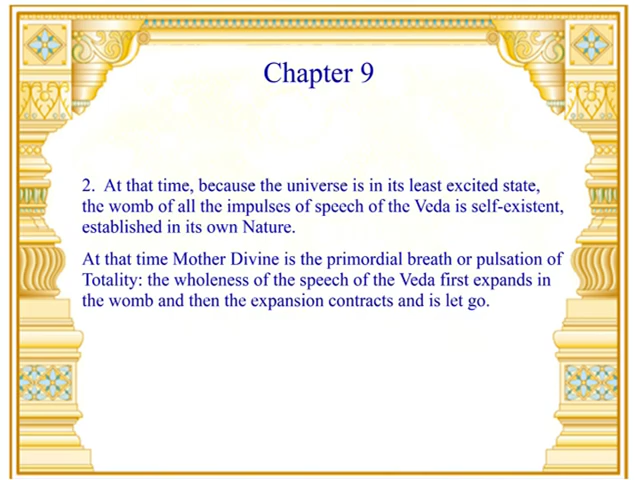 Chapter 9
2. At that time, because the universe is in its least excited state,
the womb of all the impulses of speech of the Veda is self-existent,
established in its own Nature.
At that time Mother Divine is the primordial breath or pulsation of
Totality: the wholeness of the speech of the Veda first expands in
the womb and then the expansion contracts and is let go.